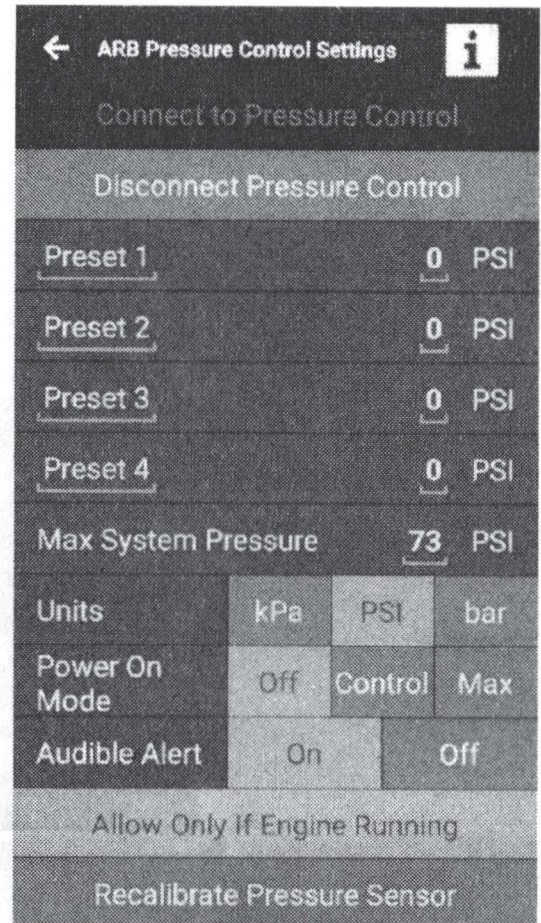 ← ARB Pressure Control Settings i
Connect to Pressure Control
Disconnect Pressure Control
Preset 1 0 PSI
Preset 2 0 PSI
Preset 3 0 PSI
Preset 4 0 PSI
Max System Pressure 73 PSI
Units kPa PSI bar
Power On
Mode Off Control Max
Audible Alert On Off
Allow Only If Engine Running
Recalibrate Pressure Sensor